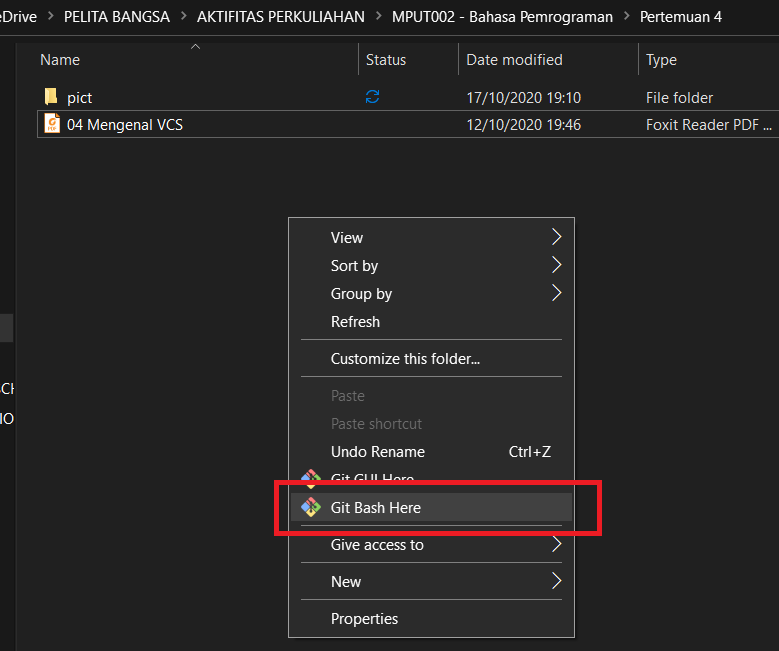 eDrive > PELITA BANGSA > AKTIFITAS PERKULIAHAN > MPUT002 - Bahasa Pemrograman > Pertemuan 4
Name Status Date modified Type
pict 17/10/2020 19:10 File folder
04 Mengenal VCS 12/10/2020 19:46 Foxit Reader PDF ...
View
Sort by
Group by
Refresh
Customize this folder...
Paste
Paste shortcut
Undo Rename Ctrl+Z
Git GUI Here
Git Bash Here
Give access to
New
Properties
SCH
IO